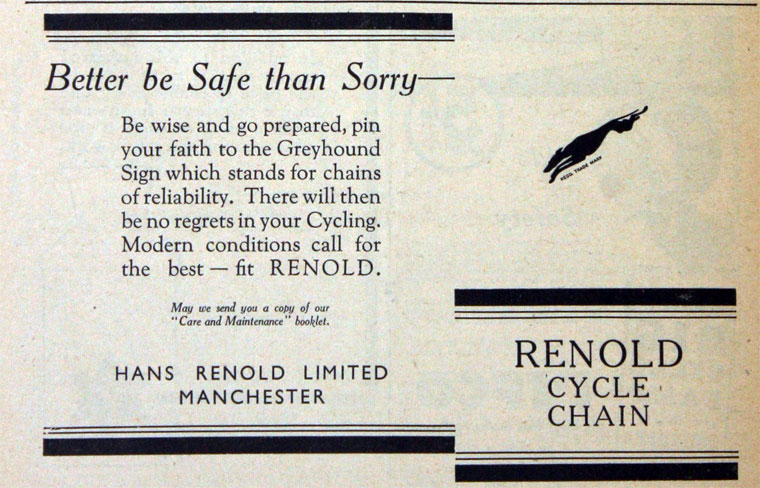 Better be Safe than Sorry—
Be wise and go prepared, pin
your faith to the Greyhound
Sign which stands for chains
of reliability. There will then
be no regrets in your Cycling.
Modern conditions call for
the best — fit RENOLD.
May we send you a copy of our
"Care and Maintenance" booklet.
HANS RENOLD LIMITED
MANCHESTER
REGD. TRADE MARK
RENOLD
CYCLE
CHAIN